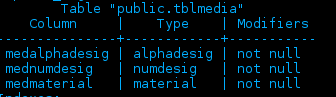 Table "public.tblmedia"
Column | Type | Modifiers
---------------+------------+-----------
medalphadesig | alphadesig | not null
mednumdesig | numdesig | not null
medmaterial | material | not null